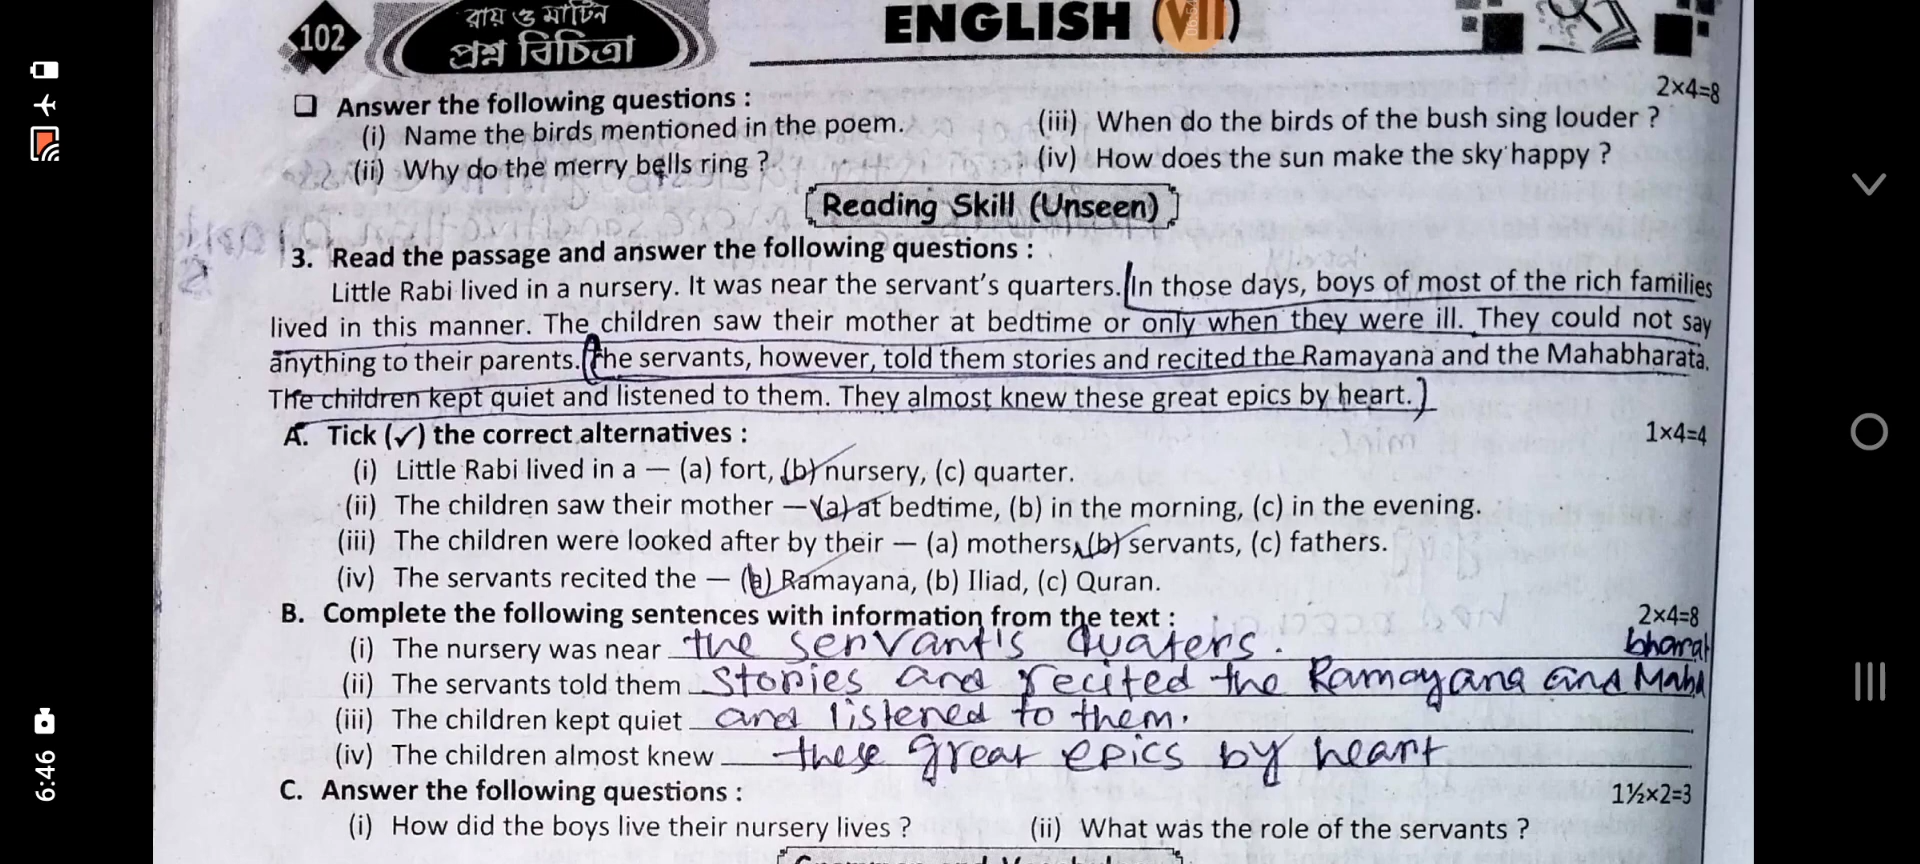 102
রায় ও মার্টিন
প্রশ্ন বিচিত্রা
ENGLISH (VII)
2×4=8
❑ Answer the following questions :
(i) Name the birds mentioned in the poem.
(iii) When do the birds of the bush sing louder ?
(ii) Why do the merry bells ring ?
(iv) How does the sun make the sky happy ?
Reading Skill (Unseen)
3. Read the passage and answer the following questions :
Little Rabi lived in a nursery. It was near the servant's quarters. In those days, boys of most of the rich families
lived in this manner. The children saw their mother at bedtime or only when they were ill. They could not say
anything to their parents. The servants, however, told them stories and recited the Ramayana and the Mahabharata.
The children kept quiet and listened to them. They almost knew these great epics by heart.)
A. Tick (✓) the correct alternatives :
1×4=4
(i) Little Rabi lived in a — (a) fort, (b) nursery, (c) quarter.
(ii) The children saw their mother — (a) at bedtime, (b) in the morning, (c) in the evening.
(iii) The children were looked after by their — (a) mothers, (b) servants, (c) fathers.
(iv) The servants recited the — (a) Ramayana, (b) Iliad, (c) Quran.
B. Complete the following sentences with information from the text :
2×4=8
(i) The nursery was near the servant's quaters.
bharat
(ii) The servants told them stories and recited the Ramayana and Maha
(iii) The children kept quiet and listened to them.
(iv) The children almost knew these great epics by heart
C. Answer the following questions :
1½×2=3
(i) How did the boys live their nursery lives ?
(ii) What was the role of the servants ?
6:46